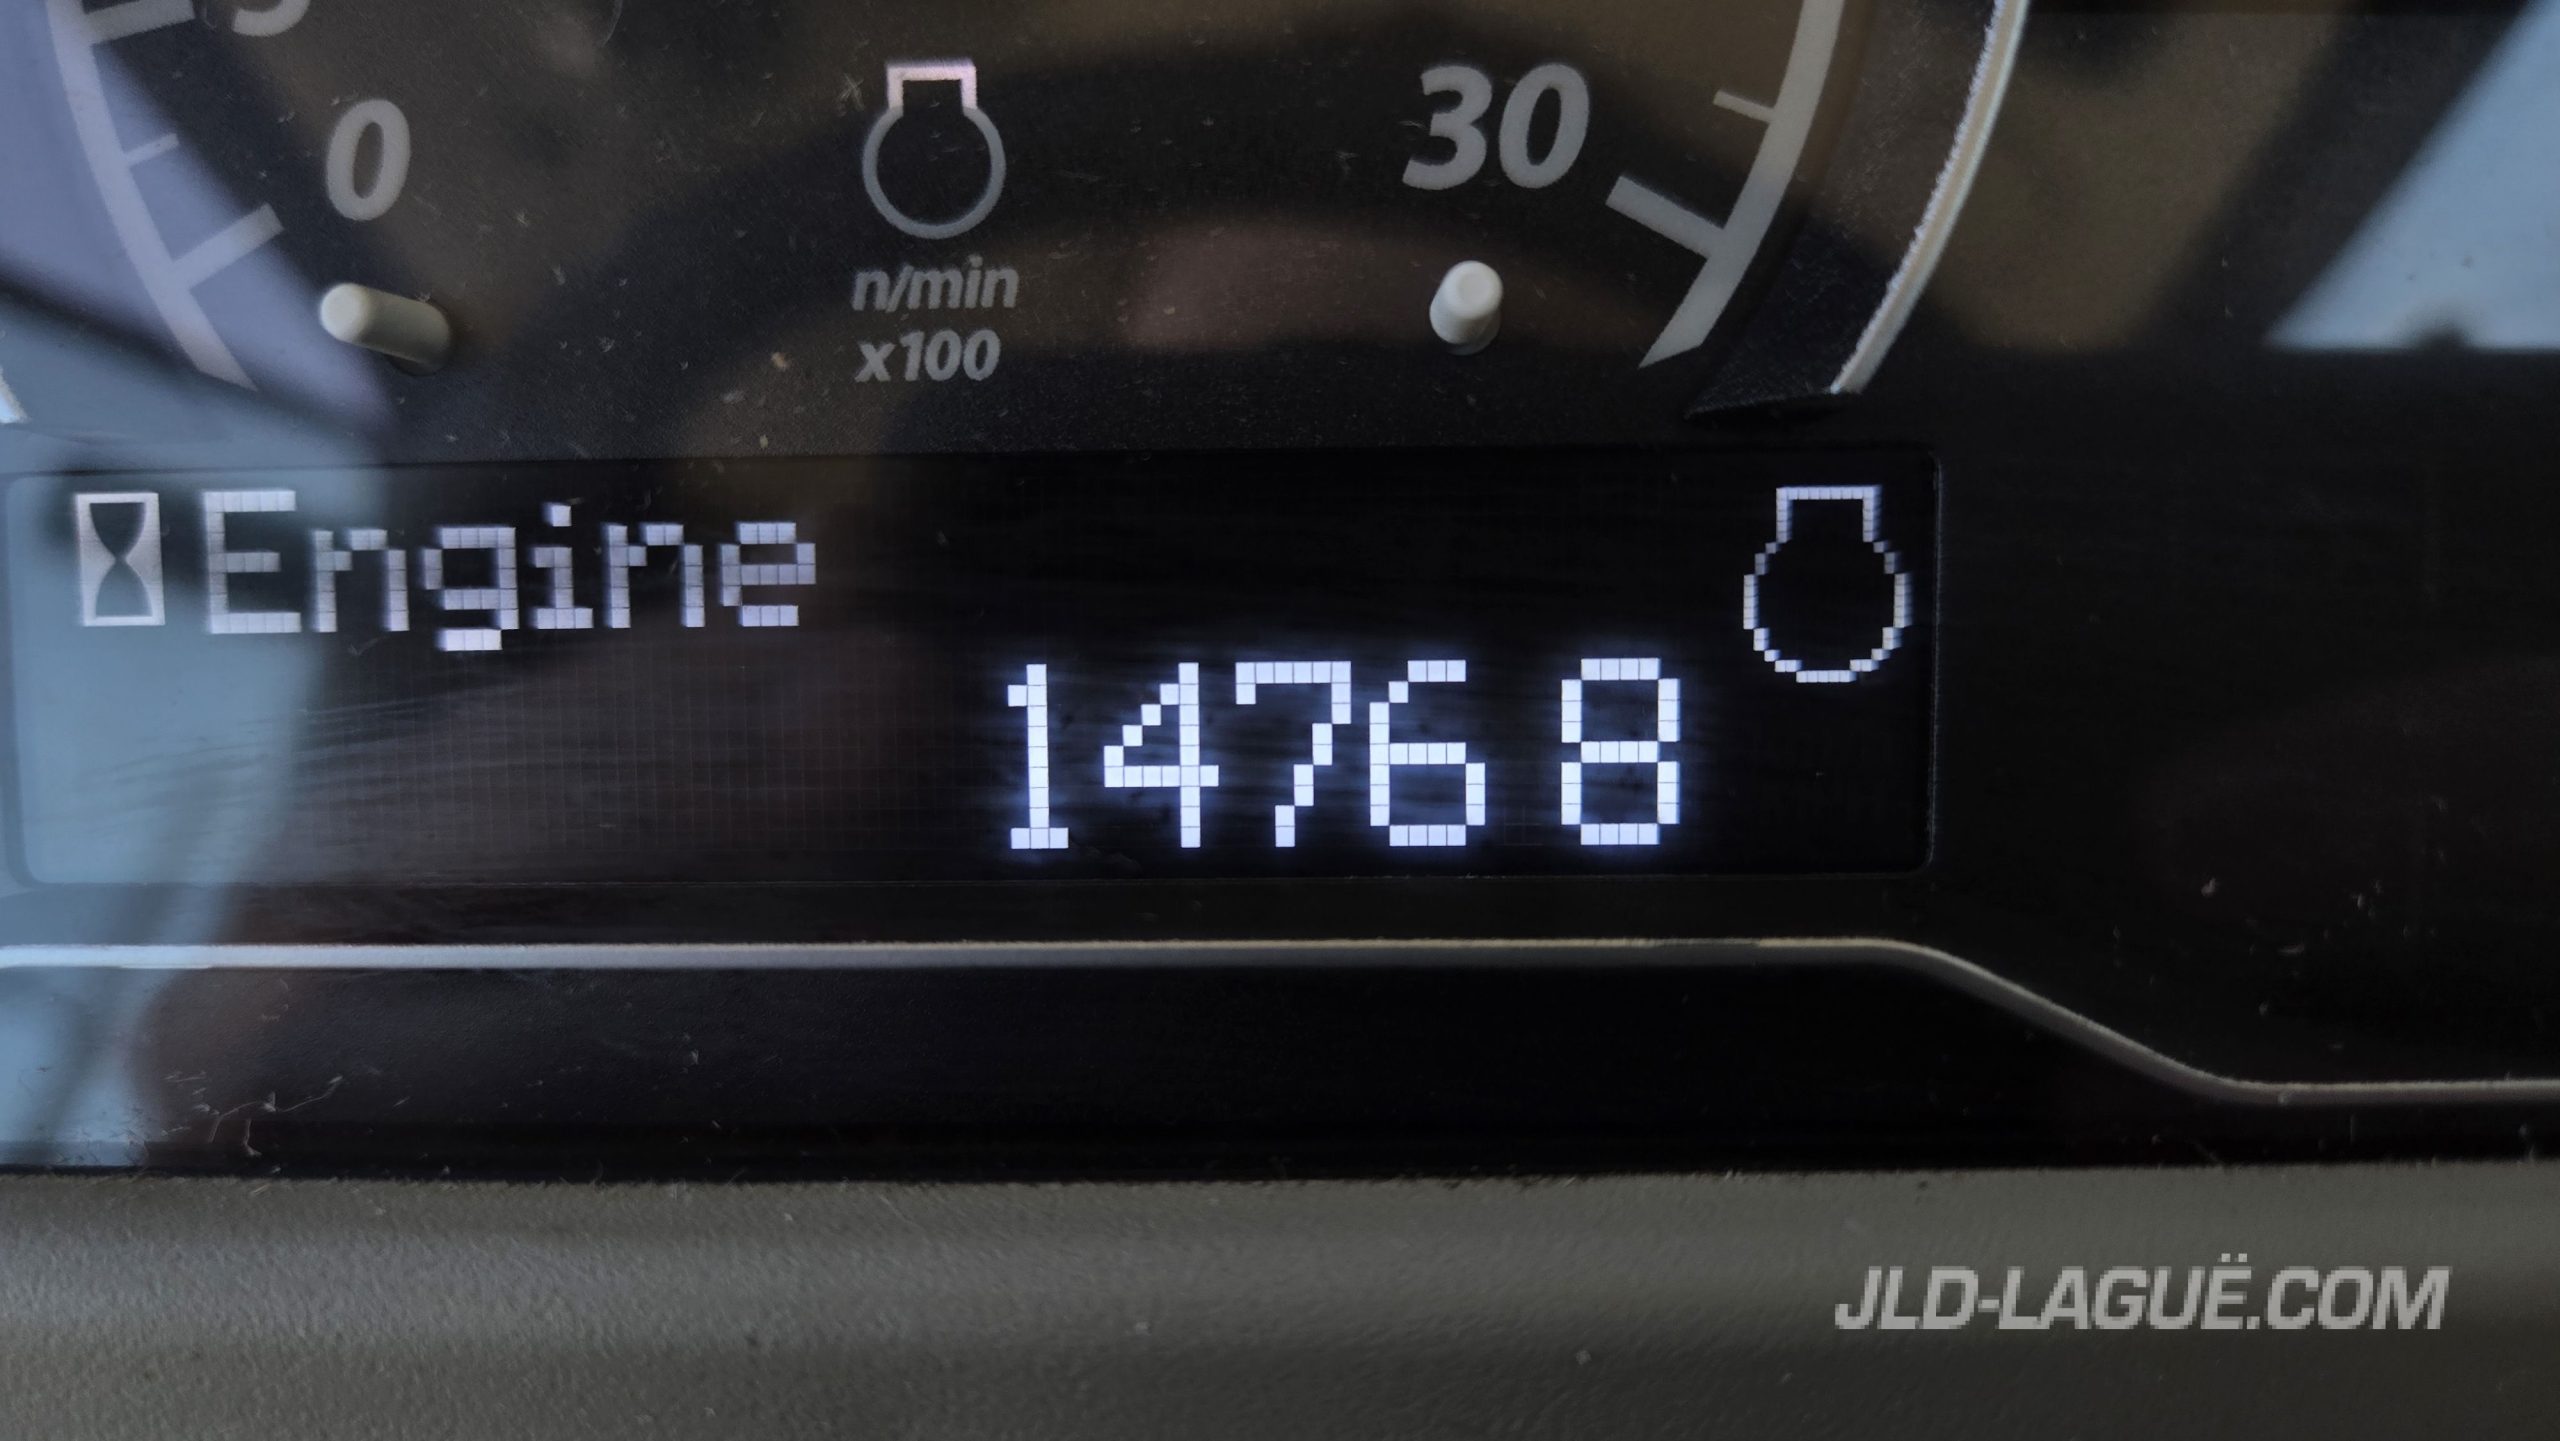 0
30
n/min
x100
Engine
1476 8
JLD-LAGUË.COM